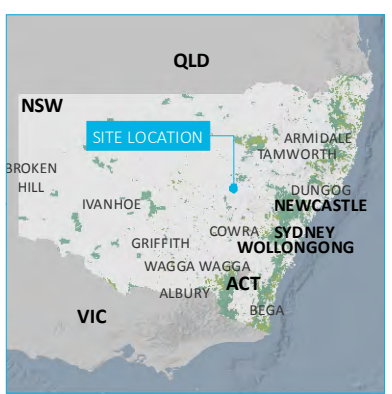 QLD
NSW
SITE LOCATION
ARMIDALE
TAMWORTH
BROKEN
HILL
DUNGOG
IVANHOE
NEWCASTLE
COWRA
SYDNEY
GRIFFITH
WOLLONGONG
WAGGA WAGGA
ACT
ALBURY
BEGA
VIC